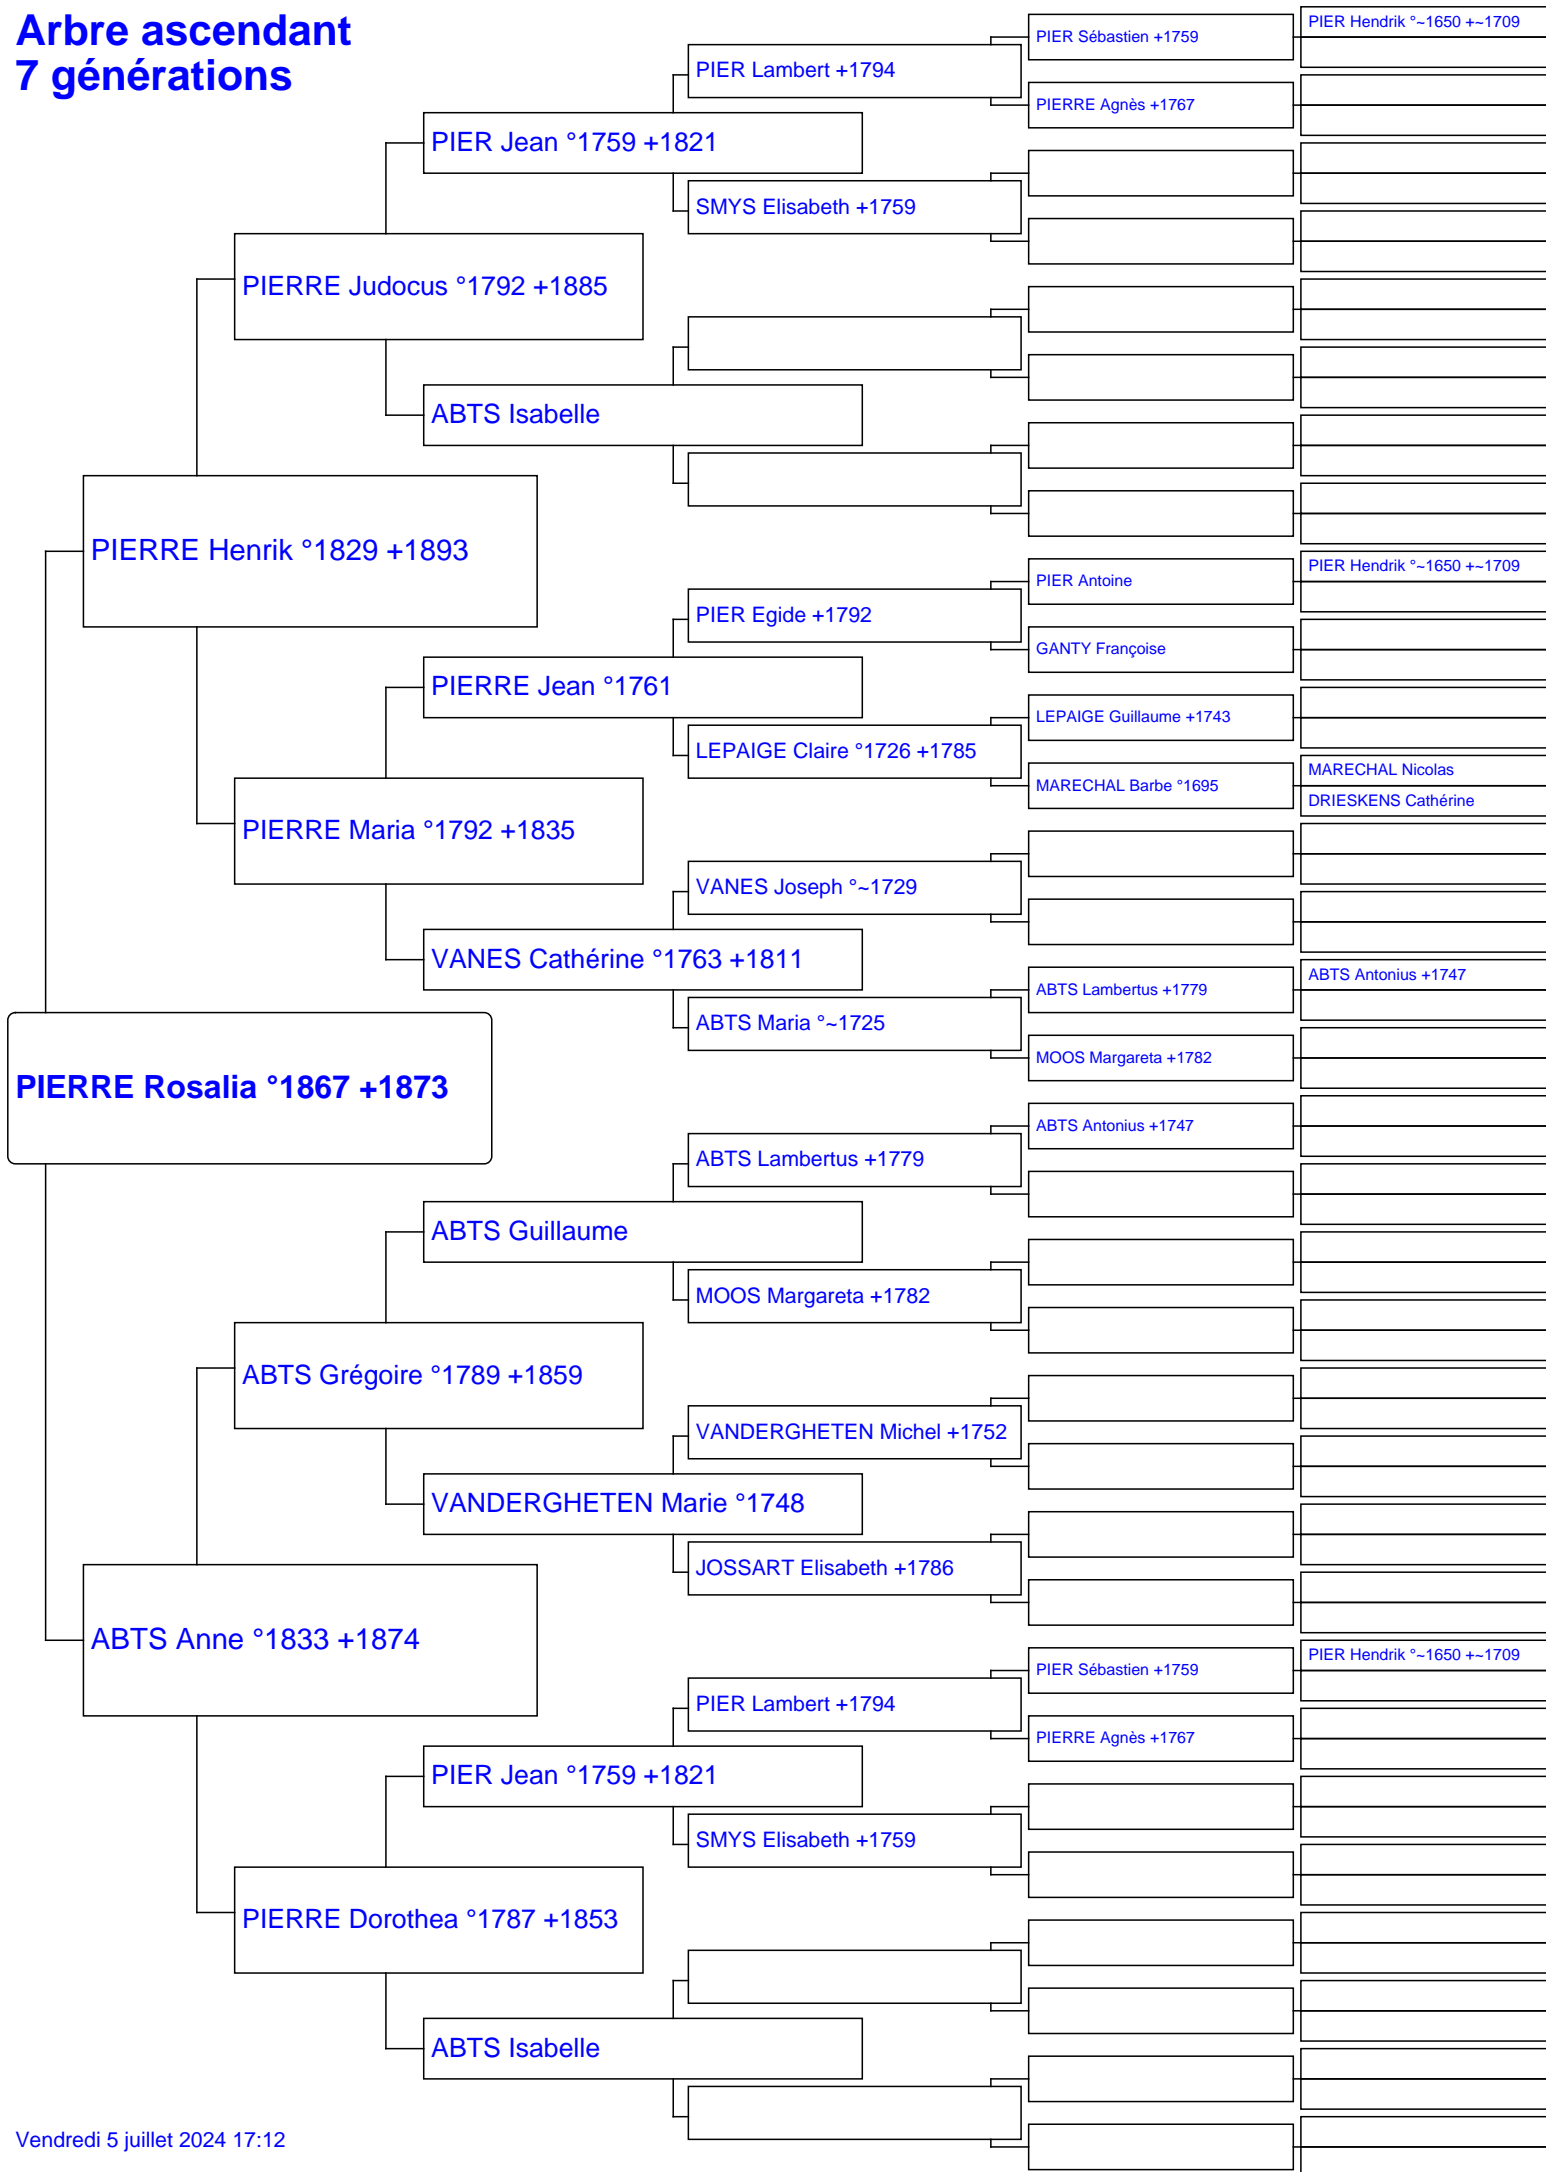 Arbre ascendant
7 générations
PIER Hendrik °~1650 +~1709
PIER Sébastien +1759
PIER Lambert +1794
PIERRE Agnès +1767
PIER Jean °1759 +1821
SMYS Elisabeth +1759
PIERRE Judocus °1792 +1885
ABTS Isabelle
PIERRE Henrik °1829 +1893
PIER Hendrik °~1650 +~1709
PIER Antoine
PIER Egide +1792
GANTY Françoise
PIERRE Jean °1761
LEPAIGE Guillaume +1743
LEPAIGE Claire °1726 +1785
MARECHAL Nicolas
MARECHAL Barbe °1695
DRIESKENS Cathérine
PIERRE Maria °1792 +1835
VANES Joseph °~1729
VANES Cathérine °1763 +1811
ABTS Antonius +1747
ABTS Lambertus +1779
ABTS Maria °~1725
MOOS Margareta +1782
PIERRE Rosalia °1867 +1873
ABTS Antonius +1747
ABTS Lambertus +1779
ABTS Guillaume
MOOS Margareta +1782
ABTS Grégoire °1789 +1859
VANDERGHETEN Michel +1752
VANDERGHETEN Marie °1748
JOSSART Elisabeth +1786
ABTS Anne °1833 +1874
PIER Hendrik °~1650 +~1709
PIER Sébastien +1759
PIER Lambert +1794
PIERRE Agnès +1767
PIER Jean °1759 +1821
SMYS Elisabeth +1759
PIERRE Dorothea °1787 +1853
ABTS Isabelle
Vendredi 5 juillet 2024 17:12